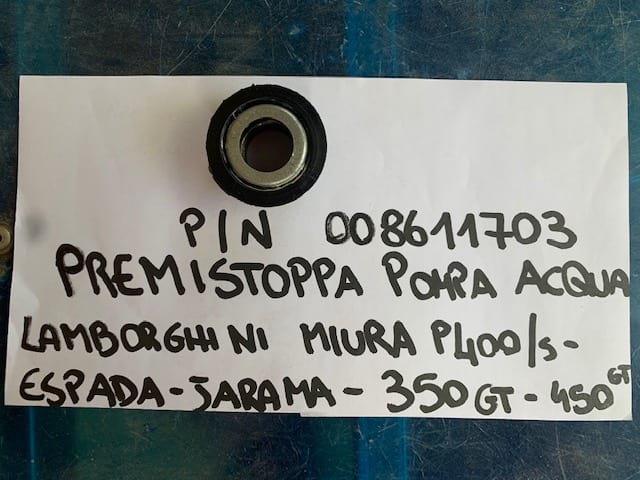 P/N 008611703
PREMISTOPPA POMPA ACQUA
LAMBORGHINI MIURA P400/S-
ESPADA-JARAMA-350GT-450GT